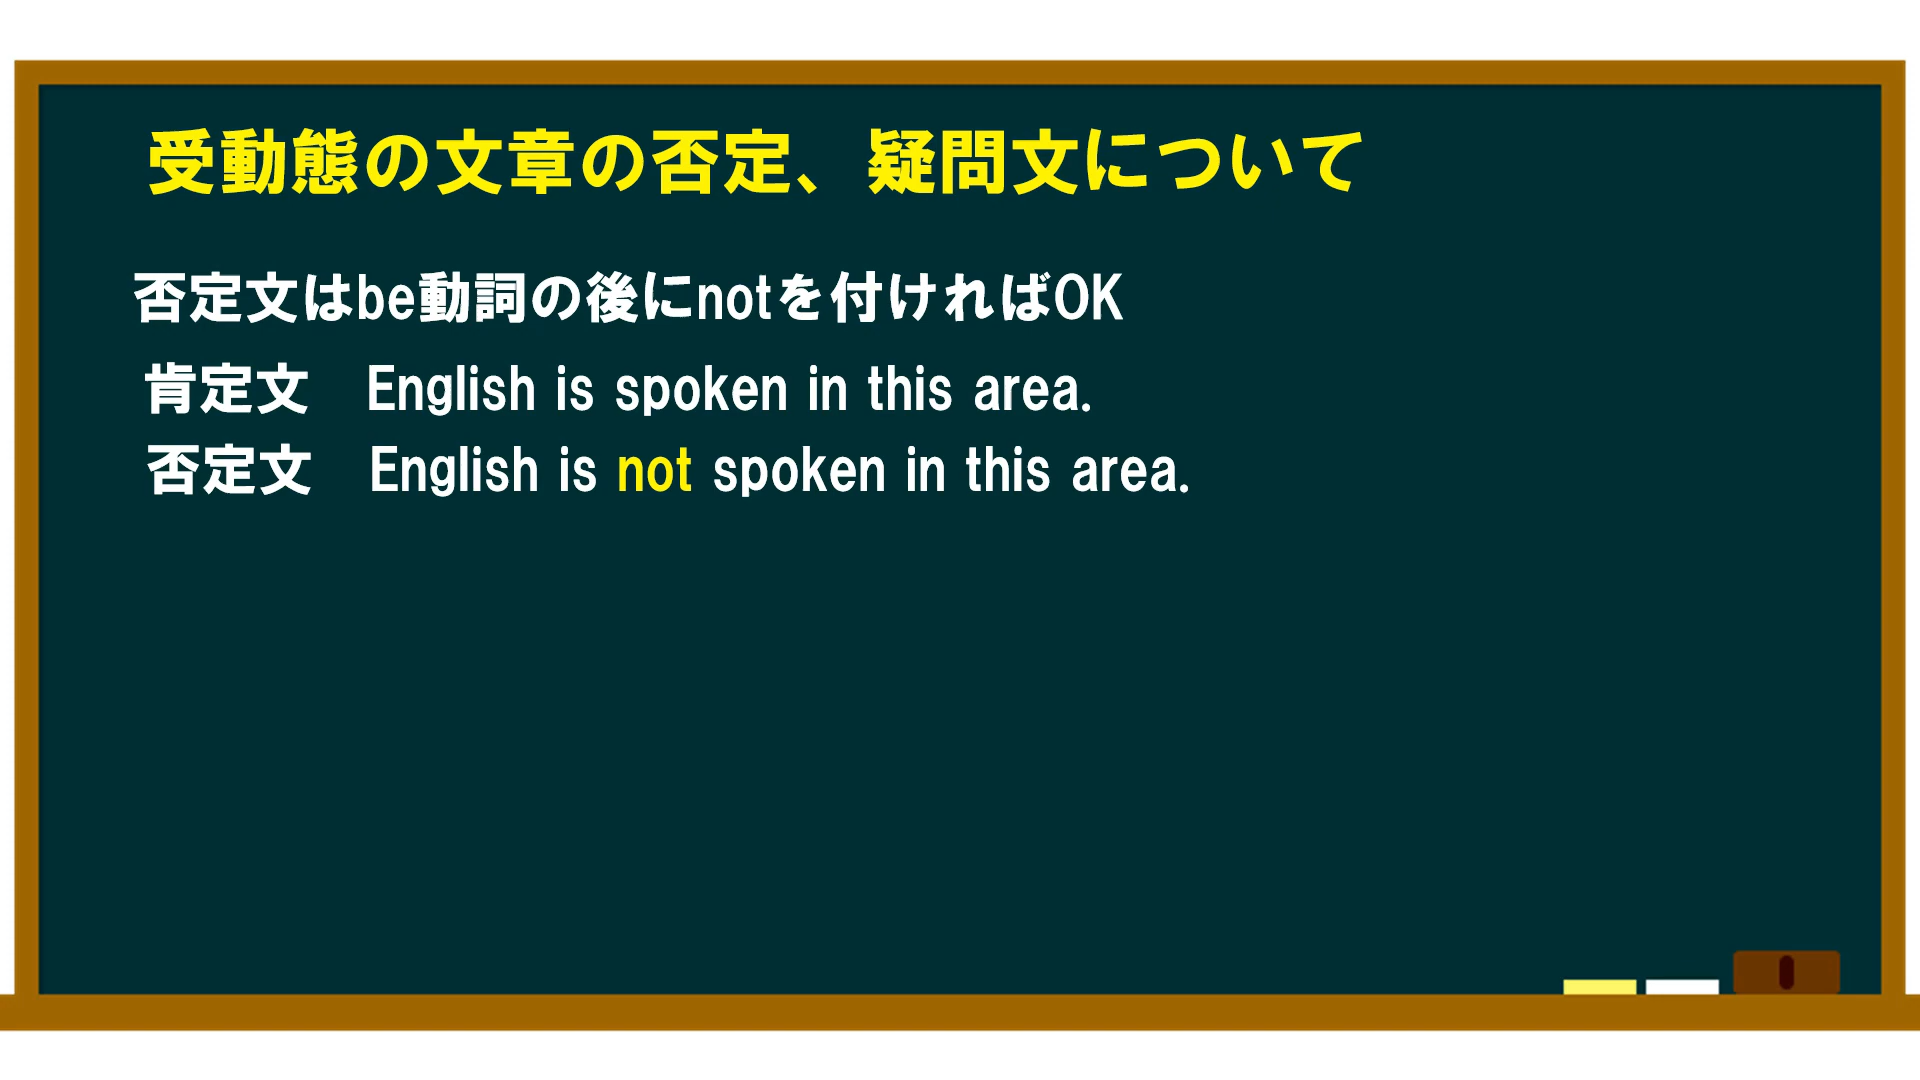 受動態の文章の否定、疑問文について
否定文はbe動詞の後にnotを付ければOK
肯定文　English is spoken in this area.
否定文　English is not spoken in this area.